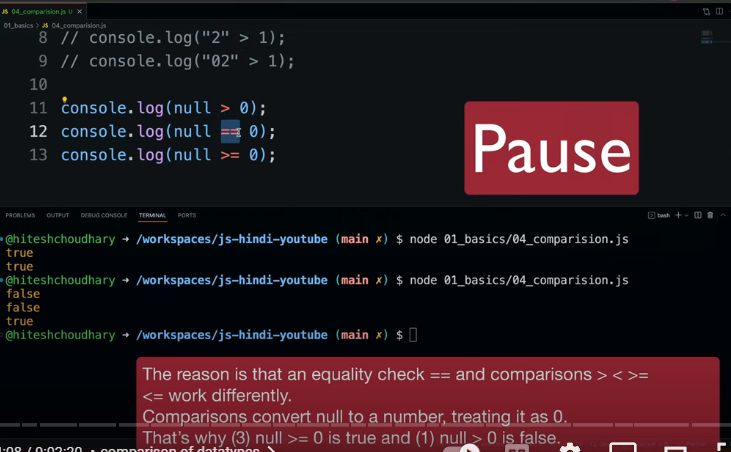 JS 04_comparision.js U ×
01_basics > JS 04_comparision.js
8 // console.log("2" > 1);
9 // console.log("02" > 1);
10
11 console.log(null > 0);
12 console.log(null == 0);
13 console.log(null >= 0);
Pause
PROBLEMS OUTPUT DEBUG CONSOLE TERMINAL PORTS bash
@hiteshchoudhary → /workspaces/js-hindi-youtube (main ✗) $ node 01_basics/04_comparision.js
true
true
@hiteshchoudhary → /workspaces/js-hindi-youtube (main ✗) $ node 01_basics/04_comparision.js
false
false
true
@hiteshchoudhary → /workspaces/js-hindi-youtube (main ✗) $
The reason is that an equality check == and comparisons > < >=
<= work differently.
Comparisons convert null to a number, treating it as 0.
That's why (3) null >= 0 is true and (1) null > 0 is false.
1:08 / 9:02:20 • comparison of datatypes >